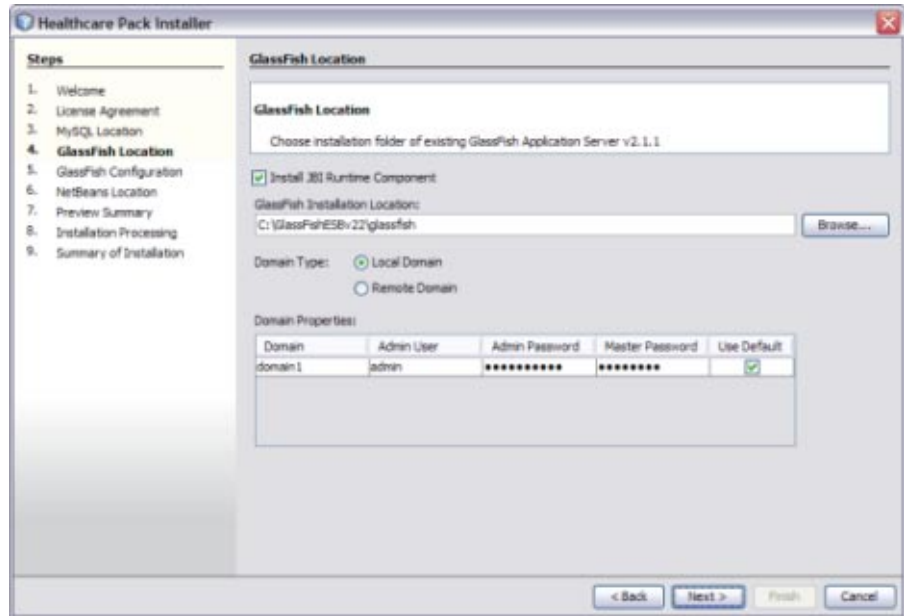 Healthcare Pack Installer
Steps
1. Welcome
2. License Agreement
3. MySQL Location
4. GlassFish Location
5. GlassFish Configuration
6. NetBeans Location
7. Preview Summary
8. Installation Processing
9. Summary of Installation
GlassFish Location
GlassFish Location
Choose installation folder of existing GlassFish Application Server v2.1.1
Install JBI Runtime Component
GlassFish Installation Location:
C:\GlassFishESBv22\glassfish
Browse...
Domain Type: Local Domain
Remote Domain
Domain Properties:
Domain Admin User Admin Password Master Password Use Default
domain1 admin ●●●●●●●●●● ●●●●●●●●
< Back Next > Finish Cancel